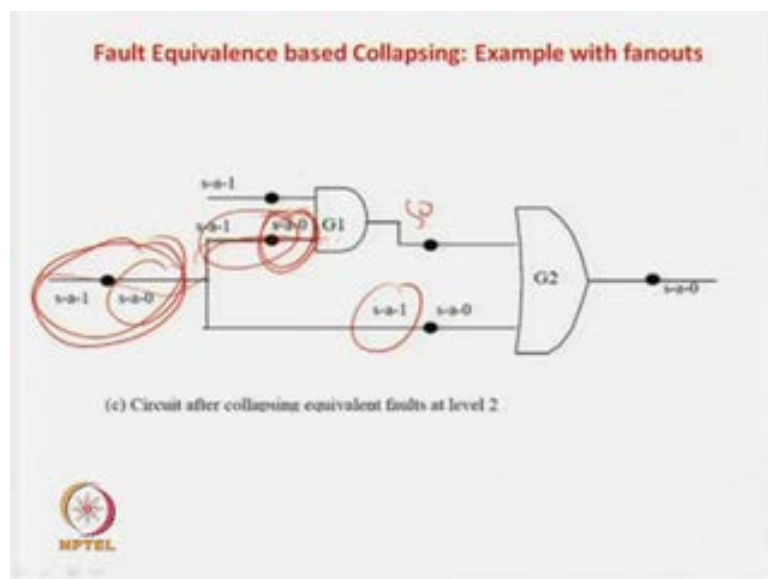 Fault Equivalence based Collapsing: Example with fanouts
s-a-1
s-a-1 s-a-0 G1
G2
s-a-1 s-a-0
s-a-0
s-a-1 s-a-0
(c) Circuit after collapsing equivalent faults at level 2
NPTEL